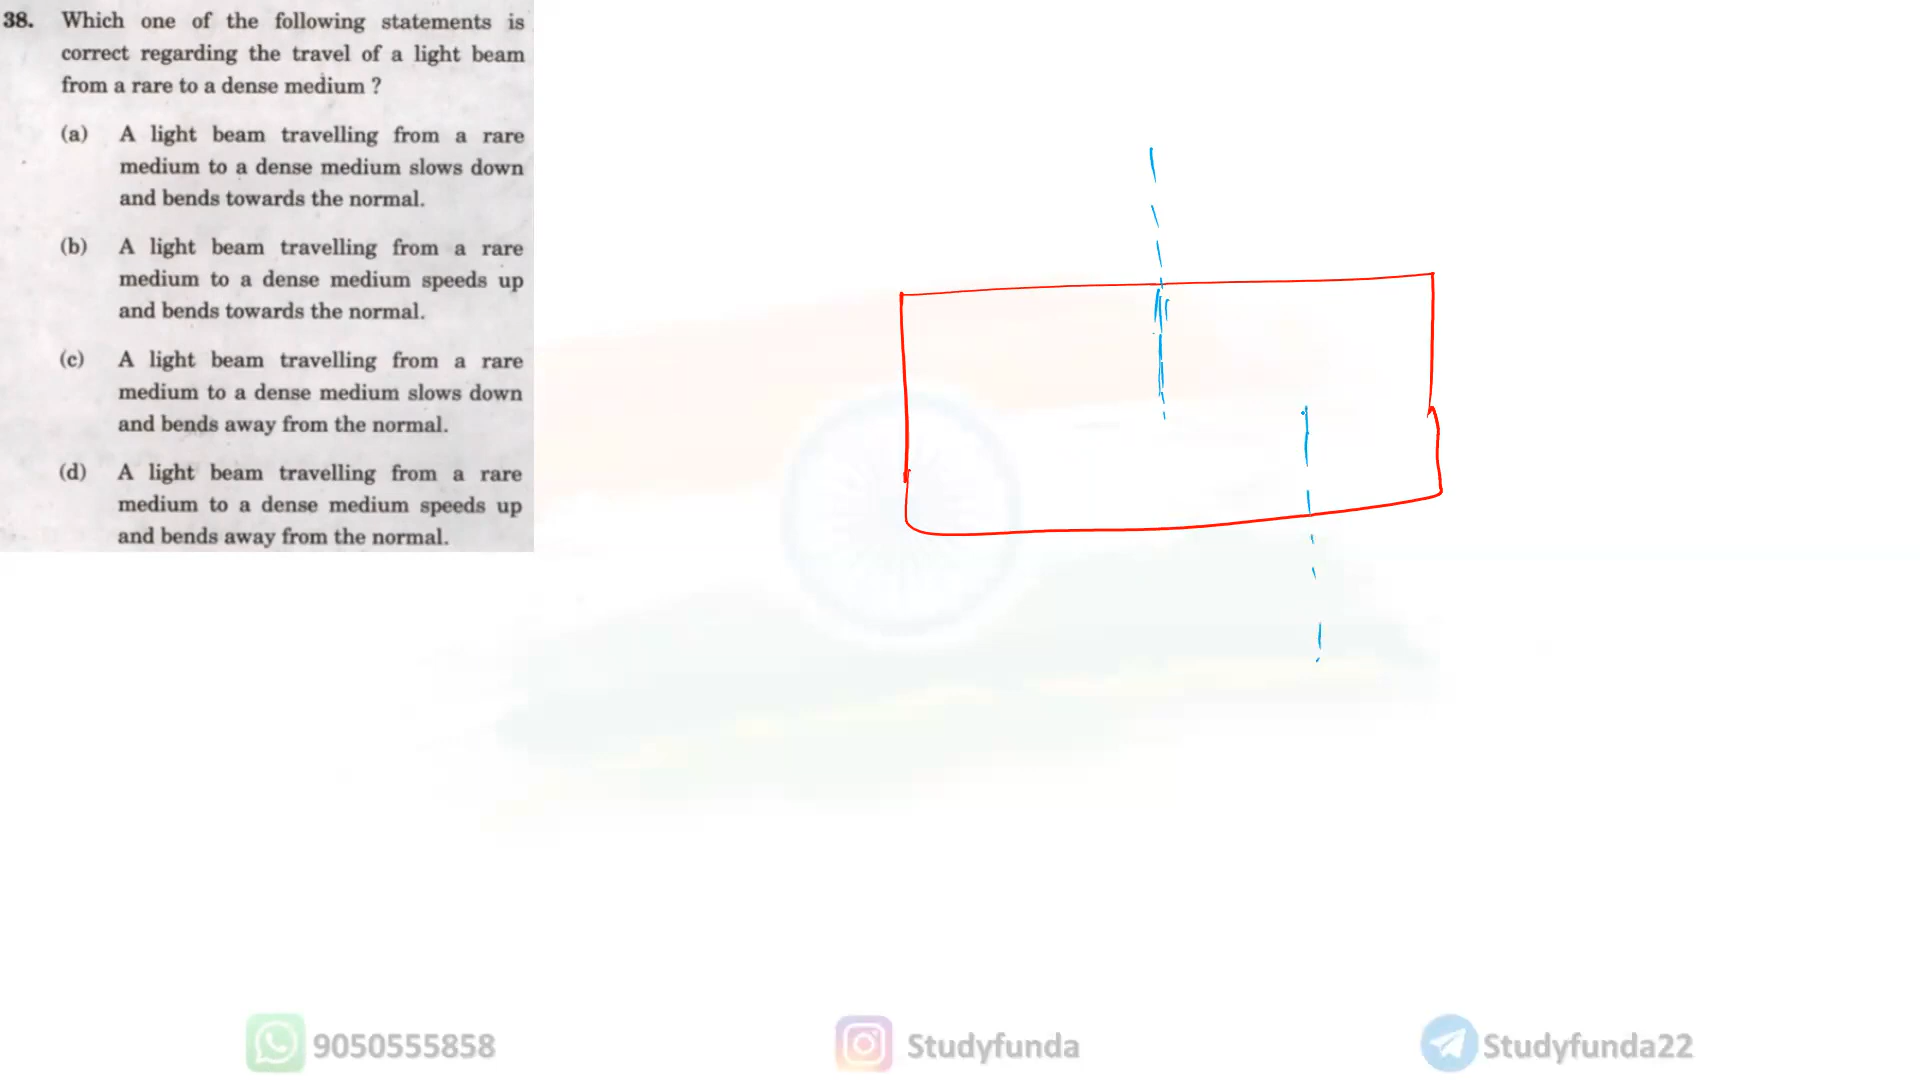 38. Which one of the following statements is
correct regarding the travel of a light beam
from a rare to a dense medium ?
(a) A light beam travelling from a rare
medium to a dense medium slows down
and bends towards the normal.
(b) A light beam travelling from a rare
medium to a dense medium speeds up
and bends towards the normal.
(c) A light beam travelling from a rare
medium to a dense medium slows down
and bends away from the normal.
(d) A light beam travelling from a rare
medium to a dense medium speeds up
and bends away from the normal.
9050555858
Studyfunda
Studyfunda22